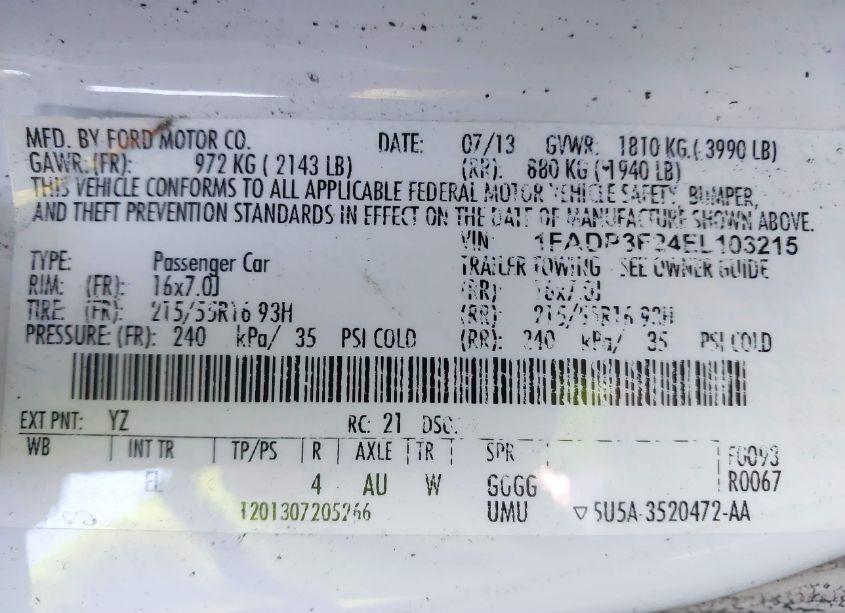 MFD. BY FORD MOTOR CO. DATE: 07/13 GVWR: 1810 KG.( 3990 LB)
GAWR: (FR): 972 KG ( 2143 LB) (RR): 880 KG ( 1940 LB)
THIS VEHICLE CONFORMS TO ALL APPLICABLE FEDERAL MOTOR VEHICLE SAFETY, BUMPER,
AND THEFT PREVENTION STANDARDS IN EFFECT ON THE DATE OF MANUFACTURE SHOWN ABOVE.
VIN: 1FADP3F24EL103215
TYPE: Passenger Car TRAILER TOWING - SEE OWNER GUIDE
RIM: (FR): 16x7.0J (RR): 16x7.0J
TIRE: (FR): 215/55R16 93H (RR): 215/55R16 93H
PRESSURE: (FR): 240 kPa/ 35 PSI COLD (RR): 240 kPa/ 35 PSI COLD
EXT PNT: YZ RC: 21 DSO:
WB INT TR TP/PS R AXLE TR SPR F0093
EL 4 AU W GGGG R0067
1201307205266 UMU ▽ 5U5A-3520472-AA